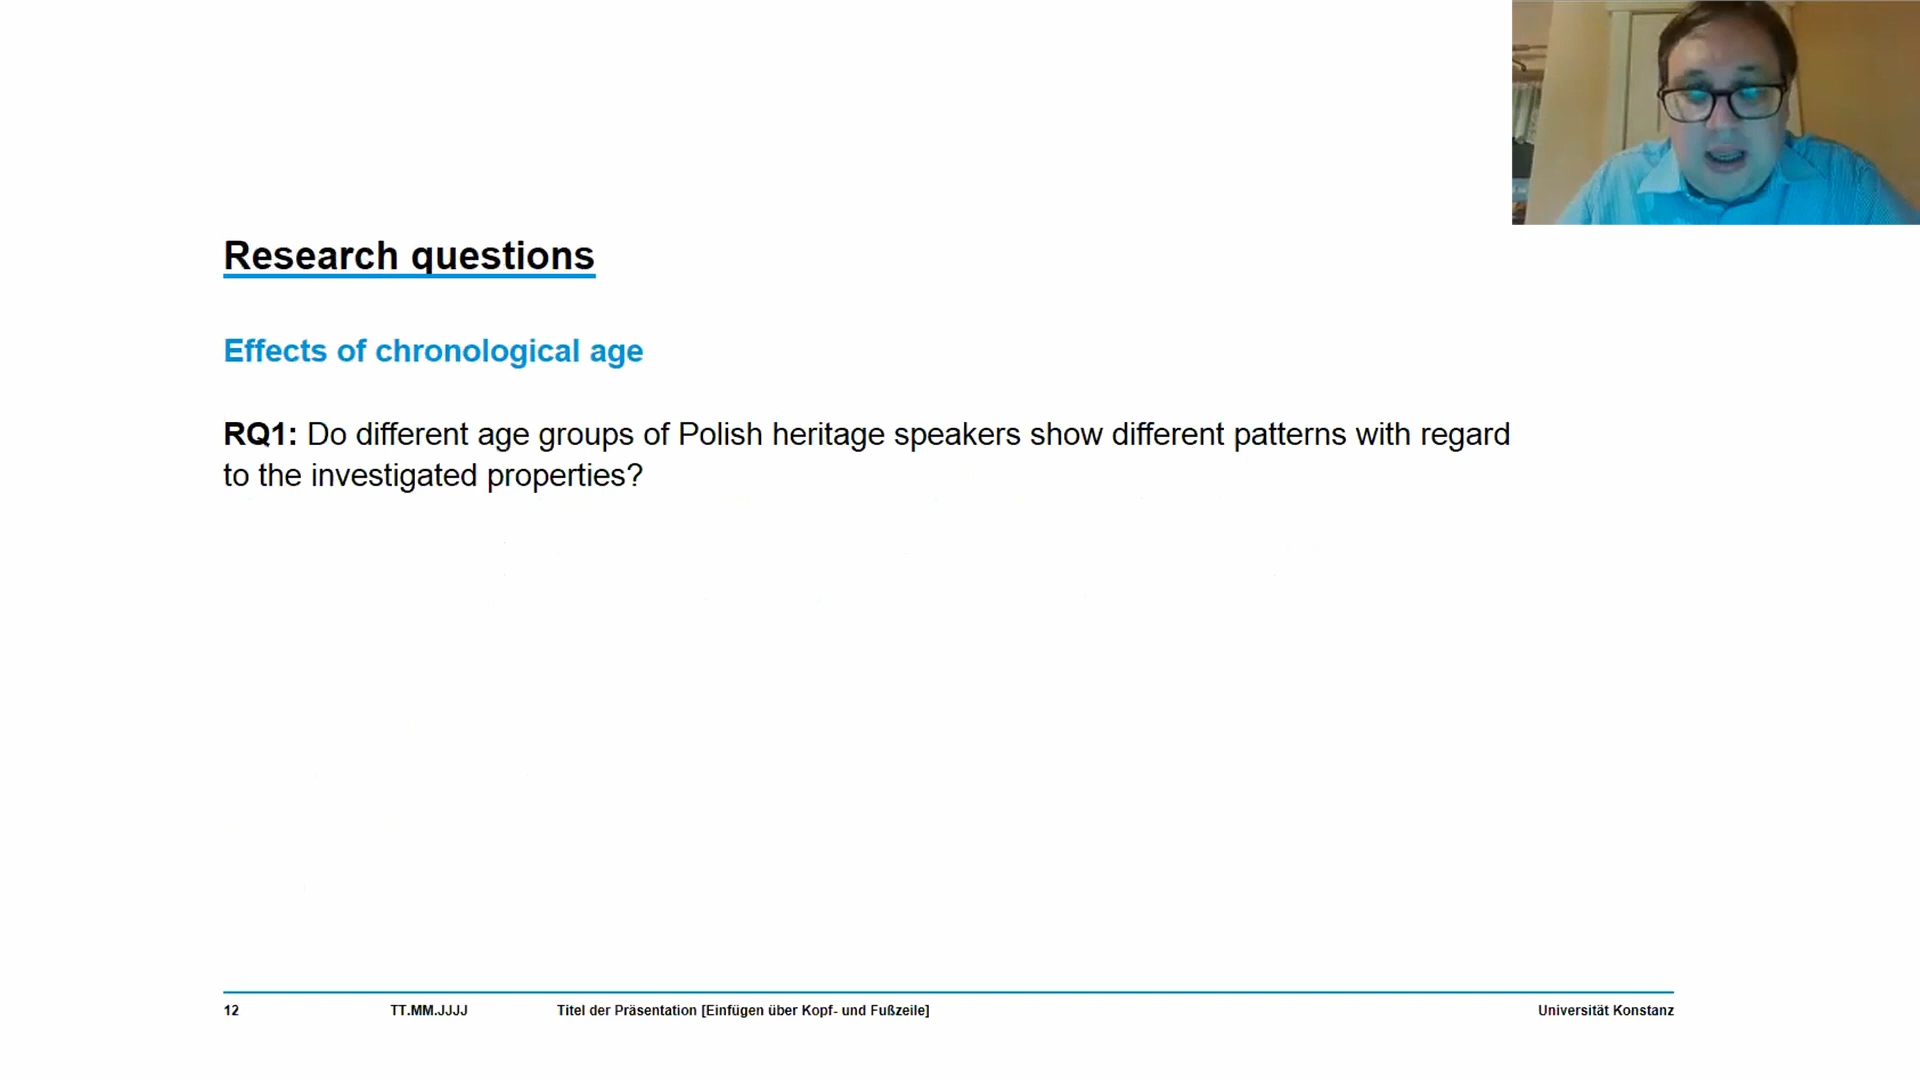 Research questions
Effects of chronological age
RQ1: Do different age groups of Polish heritage speakers show different patterns with regard
to the investigated properties?
12 TT.MM.JJJJ Titel der Präsentation [Einfügen über Kopf- und Fußzeile] Universität Konstanz